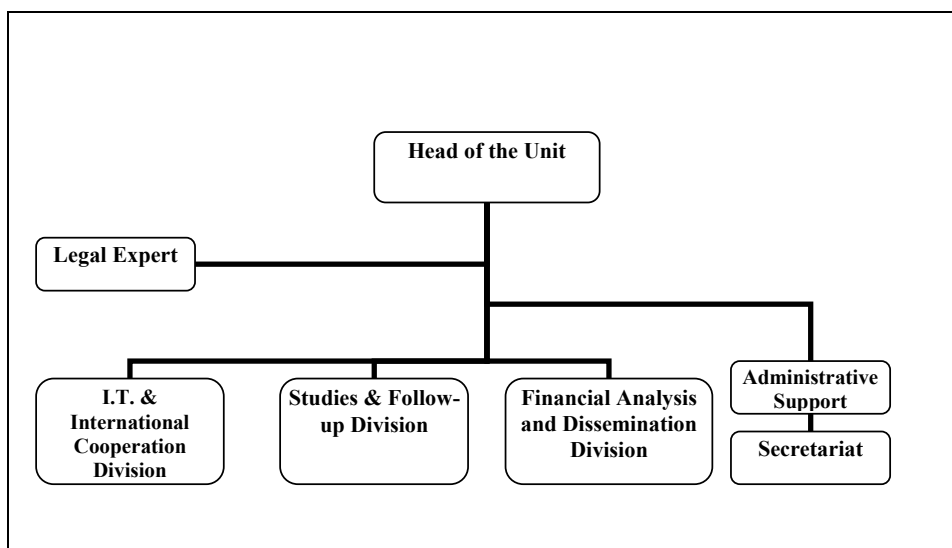 Head of the Unit
Legal Expert
I.T. &
International
Cooperation
Division
Studies & Follow-
up Division
Financial Analysis
and Dissemination
Division
Administrative
Support
Secretariat